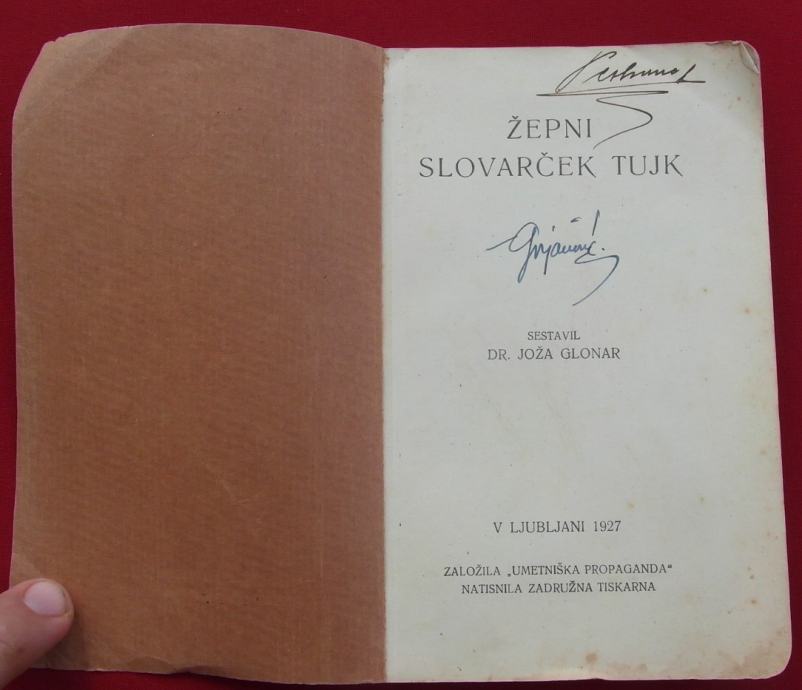 ŽEPNI
SLOVARČEK TUJK
SESTAVIL
DR. JOŽA GLONAR
V LJUBLJANI 1927
ZALOŽILA „UMETNIŠKA PROPAGANDA“
NATISNILA ZADRUŽNA TISKARNA